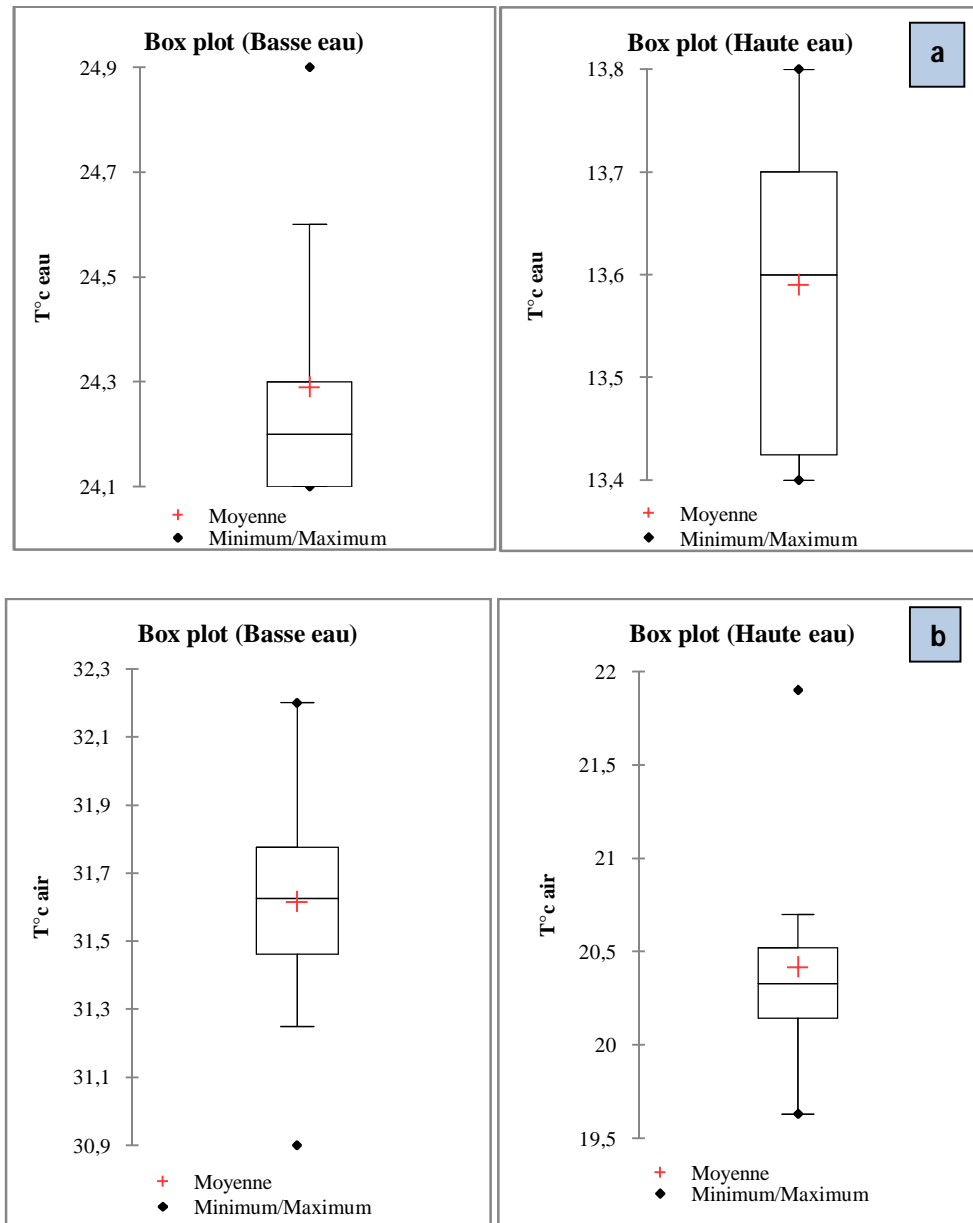 Box plot (Basse eau)
24,9
24,7
24,5
24,3
24,1
T°c eau
Moyenne
Minimum/Maximum
Box plot (Haute eau)
a
13,8
13,7
13,6
13,5
13,4
T°c eau
Moyenne
Minimum/Maximum
Box plot (Basse eau)
32,3
32,1
31,9
31,7
31,5
31,3
31,1
30,9
T°c air
Moyenne
Minimum/Maximum
Box plot (Haute eau)
b
22
21,5
21
20,5
20
19,5
T°c air
Moyenne
Minimum/Maximum